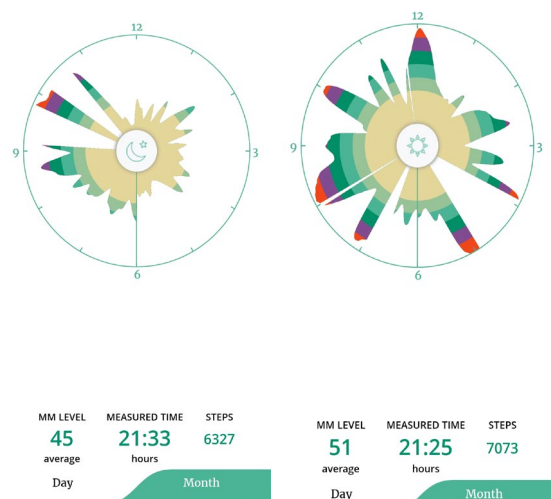 12
9
3
6
MM LEVEL MEASURED TIME STEPS
45 21:33 6327
average hours
Day Month
12
9
3
6
MM LEVEL MEASURED TIME STEPS
51 21:25 7073
average hours
Day Month